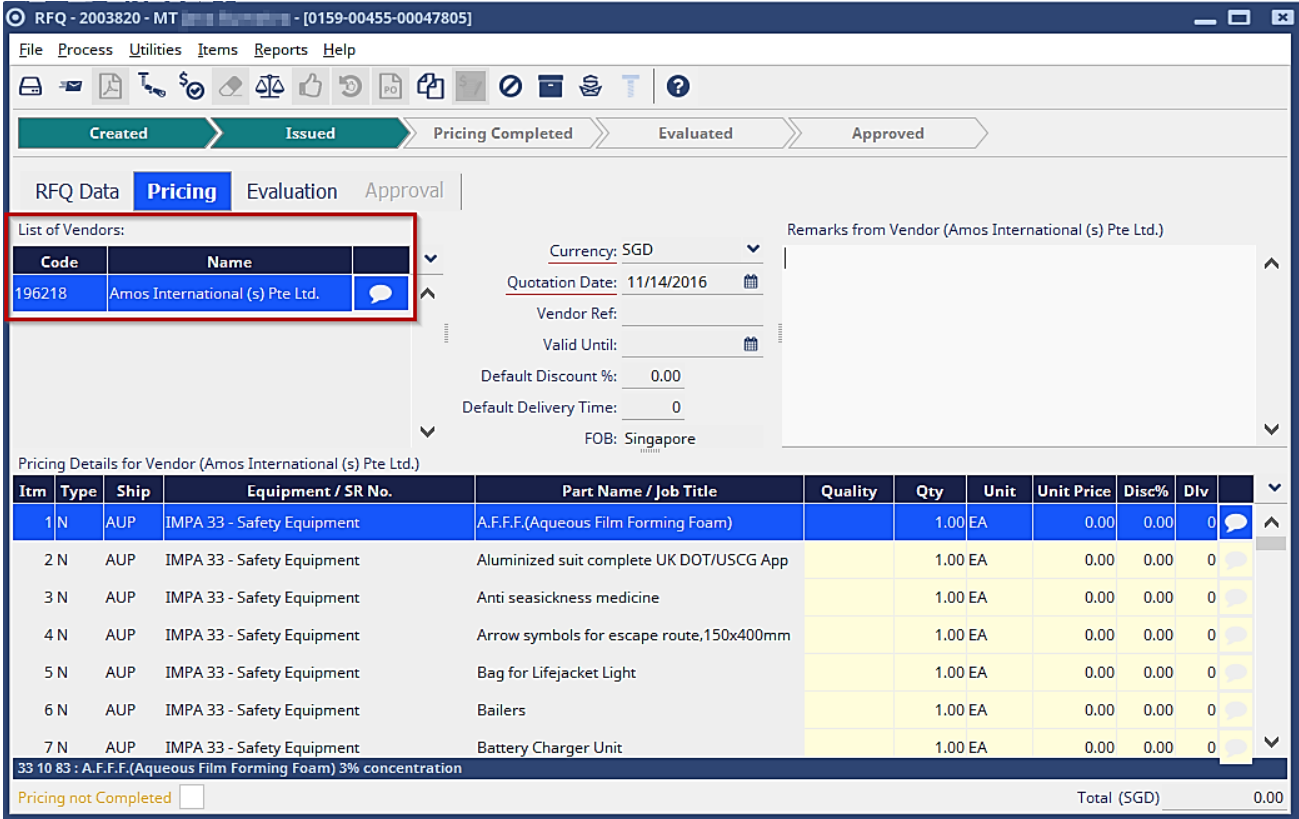 RFQ - 2003820 - MT - [0159-00455-00047805]
File Process Utilities Items Reports Help
PO
Created Issued Pricing Completed Evaluated Approved
RFQ Data Pricing Evaluation Approval
List of Vendors:
Code Name
196218 Amos International (s) Pte Ltd.
Currency: SGD
Quotation Date: 11/14/2016
Vendor Ref:
Valid Until:
Default Discount %: 0.00
Default Delivery Time: 0
FOB: Singapore
Remarks from Vendor (Amos International (s) Pte Ltd.)
Pricing Details for Vendor (Amos International (s) Pte Ltd.)
Itm Type Ship Equipment / SR No. Part Name / Job Title Quality Qty Unit Unit Price Disc% Dlv
1 N AUP IMPA 33 - Safety Equipment A.F.F.F.(Aqueous Film Forming Foam) 1.00 EA 0.00 0.00 0
2 N AUP IMPA 33 - Safety Equipment Aluminized suit complete UK DOT/USCG App 1.00 EA 0.00 0.00 0
3 N AUP IMPA 33 - Safety Equipment Anti seasickness medicine 1.00 EA 0.00 0.00 0
4 N AUP IMPA 33 - Safety Equipment Arrow symbols for escape route,150x400mm 1.00 EA 0.00 0.00 0
5 N AUP IMPA 33 - Safety Equipment Bag for Lifejacket Light 1.00 EA 0.00 0.00 0
6 N AUP IMPA 33 - Safety Equipment Bailers 1.00 EA 0.00 0.00 0
7 N AUP IMPA 33 - Safety Equipment Battery Charger Unit 1.00 EA 0.00 0.00 0
33 10 83 : A.F.F.F.(Aqueous Film Forming Foam) 3% concentration
Pricing not Completed Total (SGD) 0.00